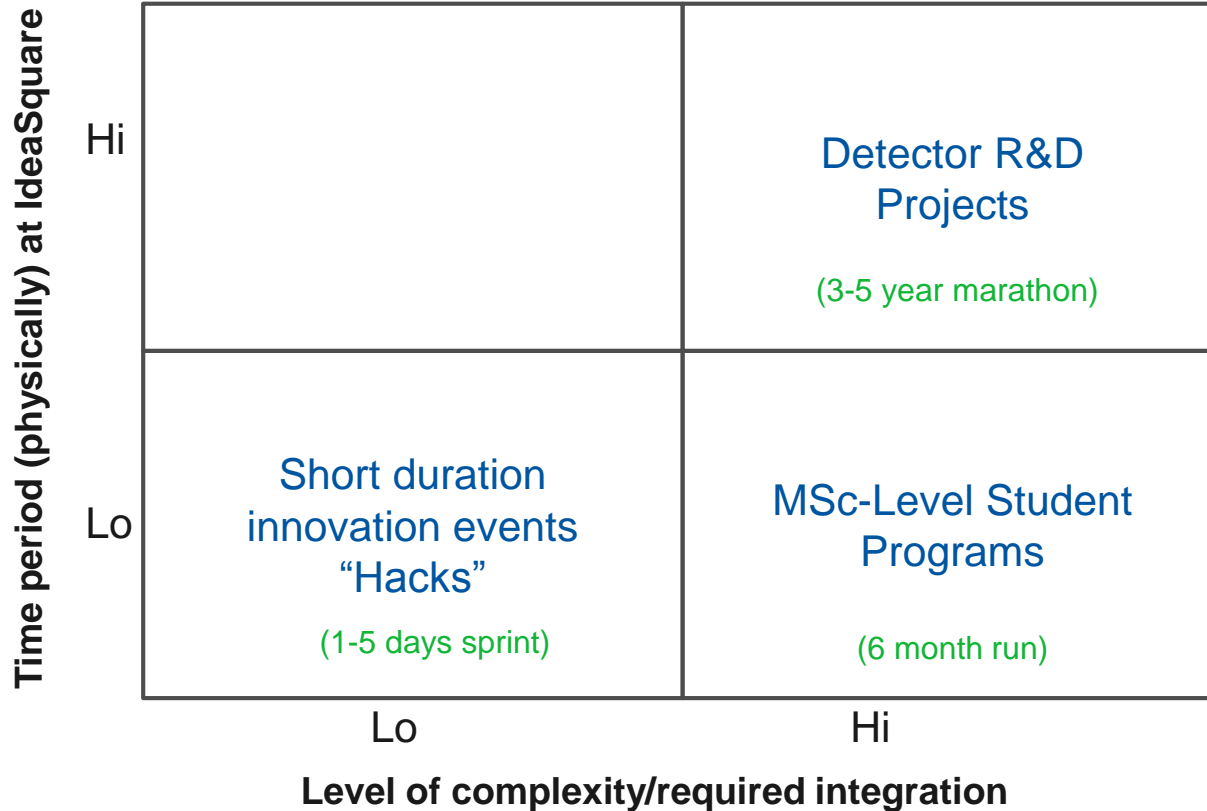 Time period (physically) at IdeaSquare
Hi
Detector R&D
Projects
(3-5 year marathon)
Lo
Short duration
innovation events
“Hacks”
(1-5 days sprint)
MSc-Level Student
Programs
(6 month run)
Lo
Hi
Level of complexity/required integration